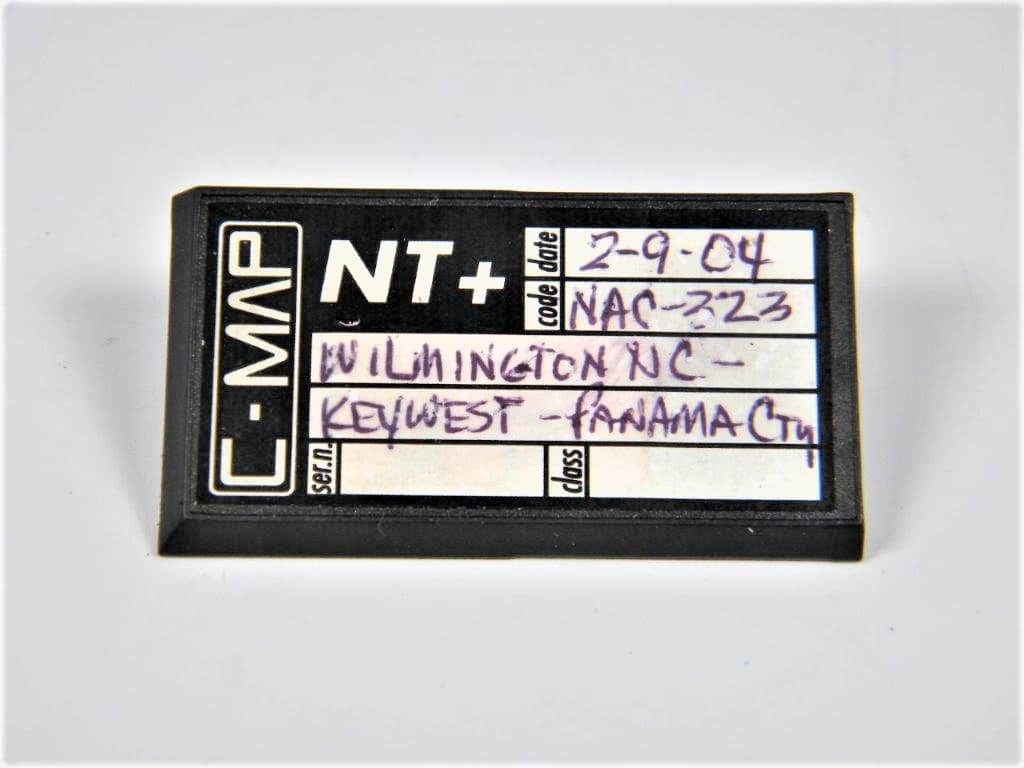 C-MAP
NT+
date 2-9-04
code NAC-323
WILMINGTON NC-
KEYWEST - PANAMA CTY
ser.n.
class